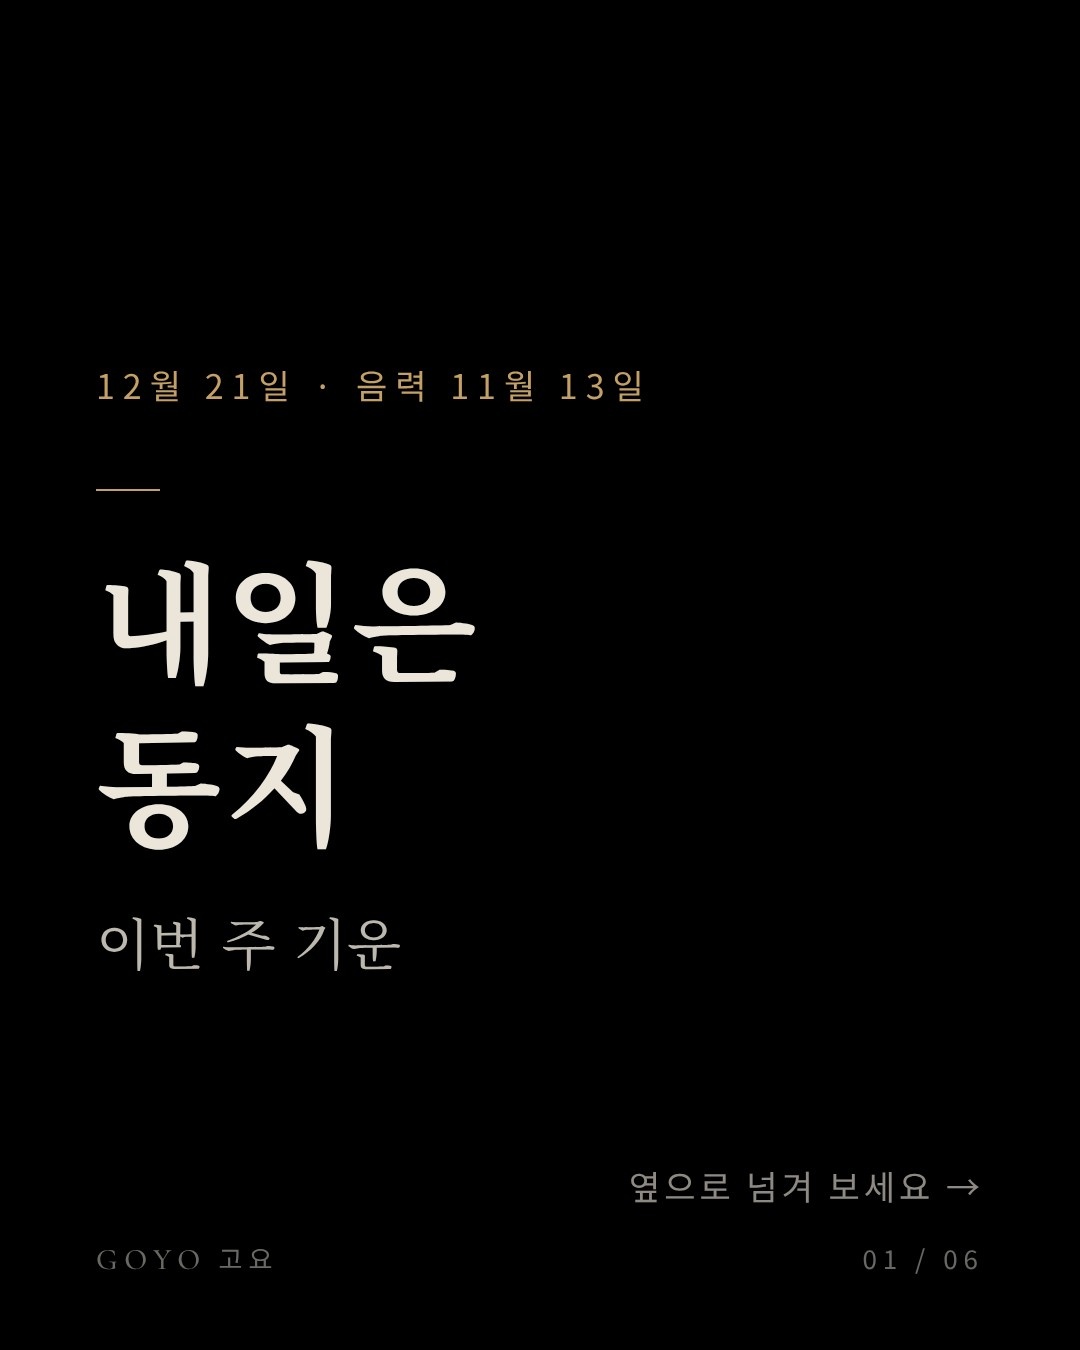 12월 21일 · 음력 11월 13일
내일은
동지
이번 주 기운
옆으로 넘겨 보세요 →
GOYO 고요
01 / 06